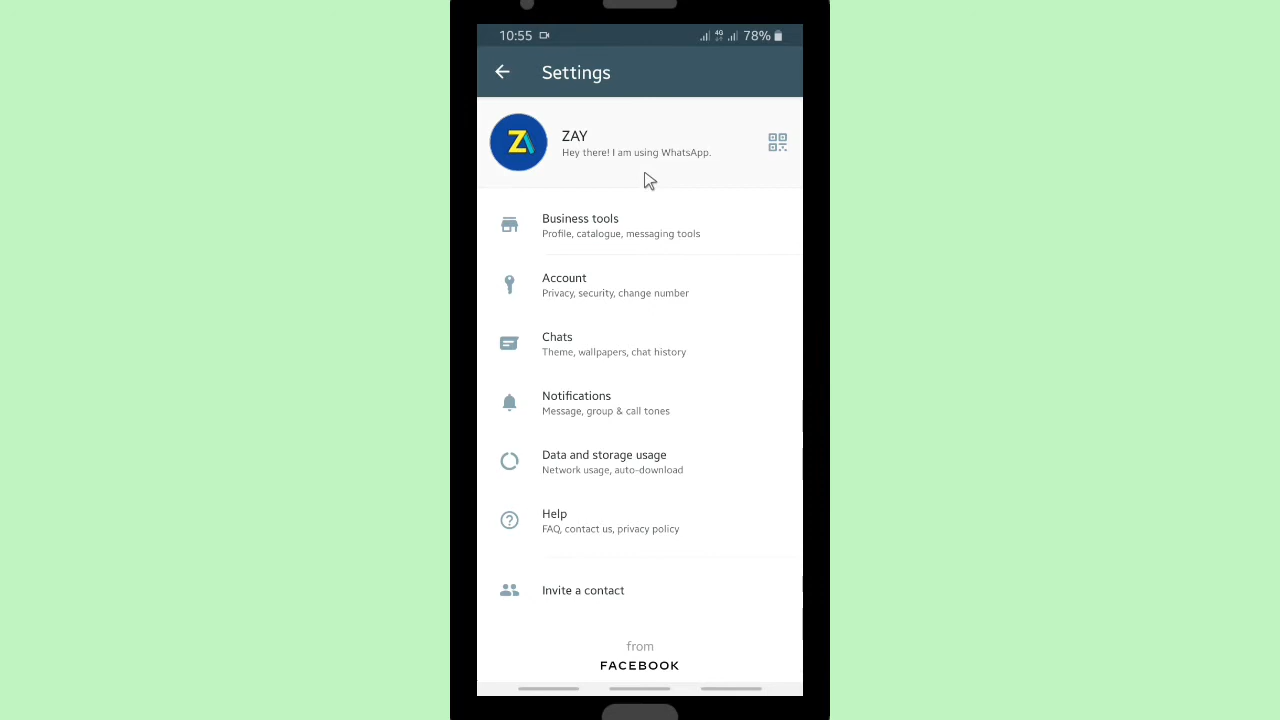 10:55 4G 78%
Settings
ZA
ZAY
Hey there! I am using WhatsApp.
Business tools
Profile, catalogue, messaging tools
Account
Privacy, security, change number
Chats
Theme, wallpapers, chat history
Notifications
Message, group & call tones
Data and storage usage
Network usage, auto-download
Help
FAQ, contact us, privacy policy
Invite a contact
from
FACEBOOK